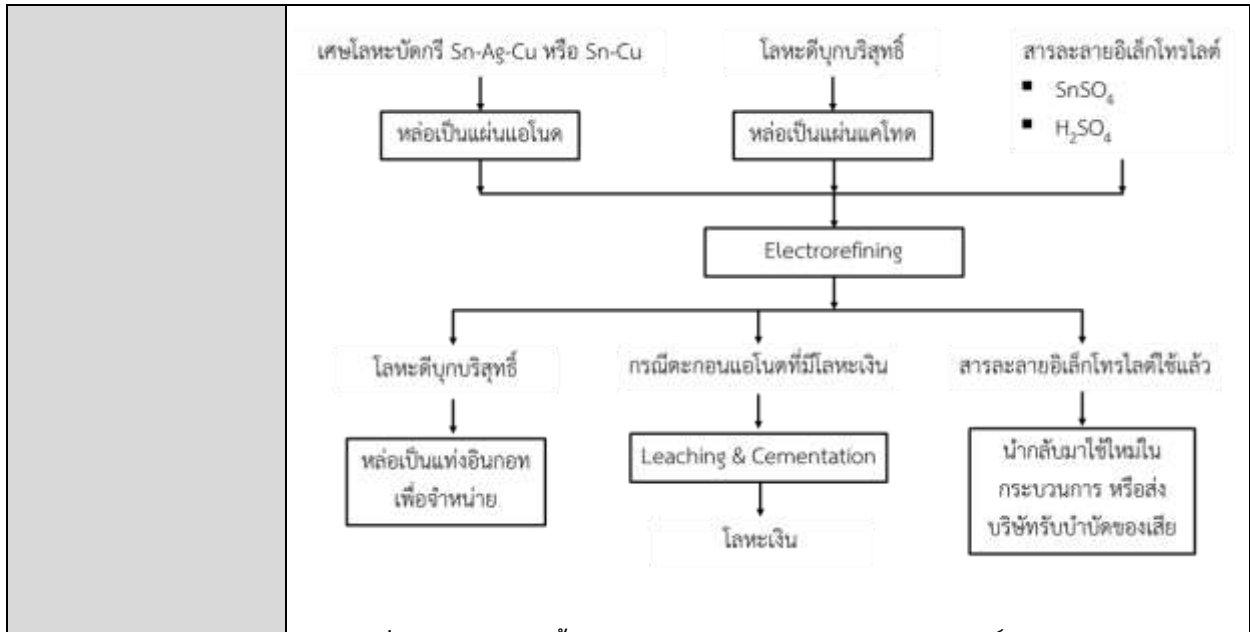 เศษโลหะบัดกรี Sn-Ag-Cu หรือ Sn-Cu
โลหะดีบุกบริสุทธิ์
สารละลายอิเล็กโทรไลต์
▪ SnSO₄
▪ H₂SO₄
หล่อเป็นแผ่นแอโนด
หล่อเป็นแผ่นแคโทด
Electrorefining
โลหะดีบุกบริสุทธิ์
กรณีตะกอนแอโนดที่มีโลหะเงิน
สารละลายอิเล็กโทรไลต์ใช้แล้ว
หล่อเป็นแท่งอินกอท
เพื่อจำหน่าย
Leaching & Cementation
โลหะเงิน
นำกลับมาใช้ใหม่ใน
กระบวนการ หรือส่ง
บริษัทรับบำบัดของเสีย